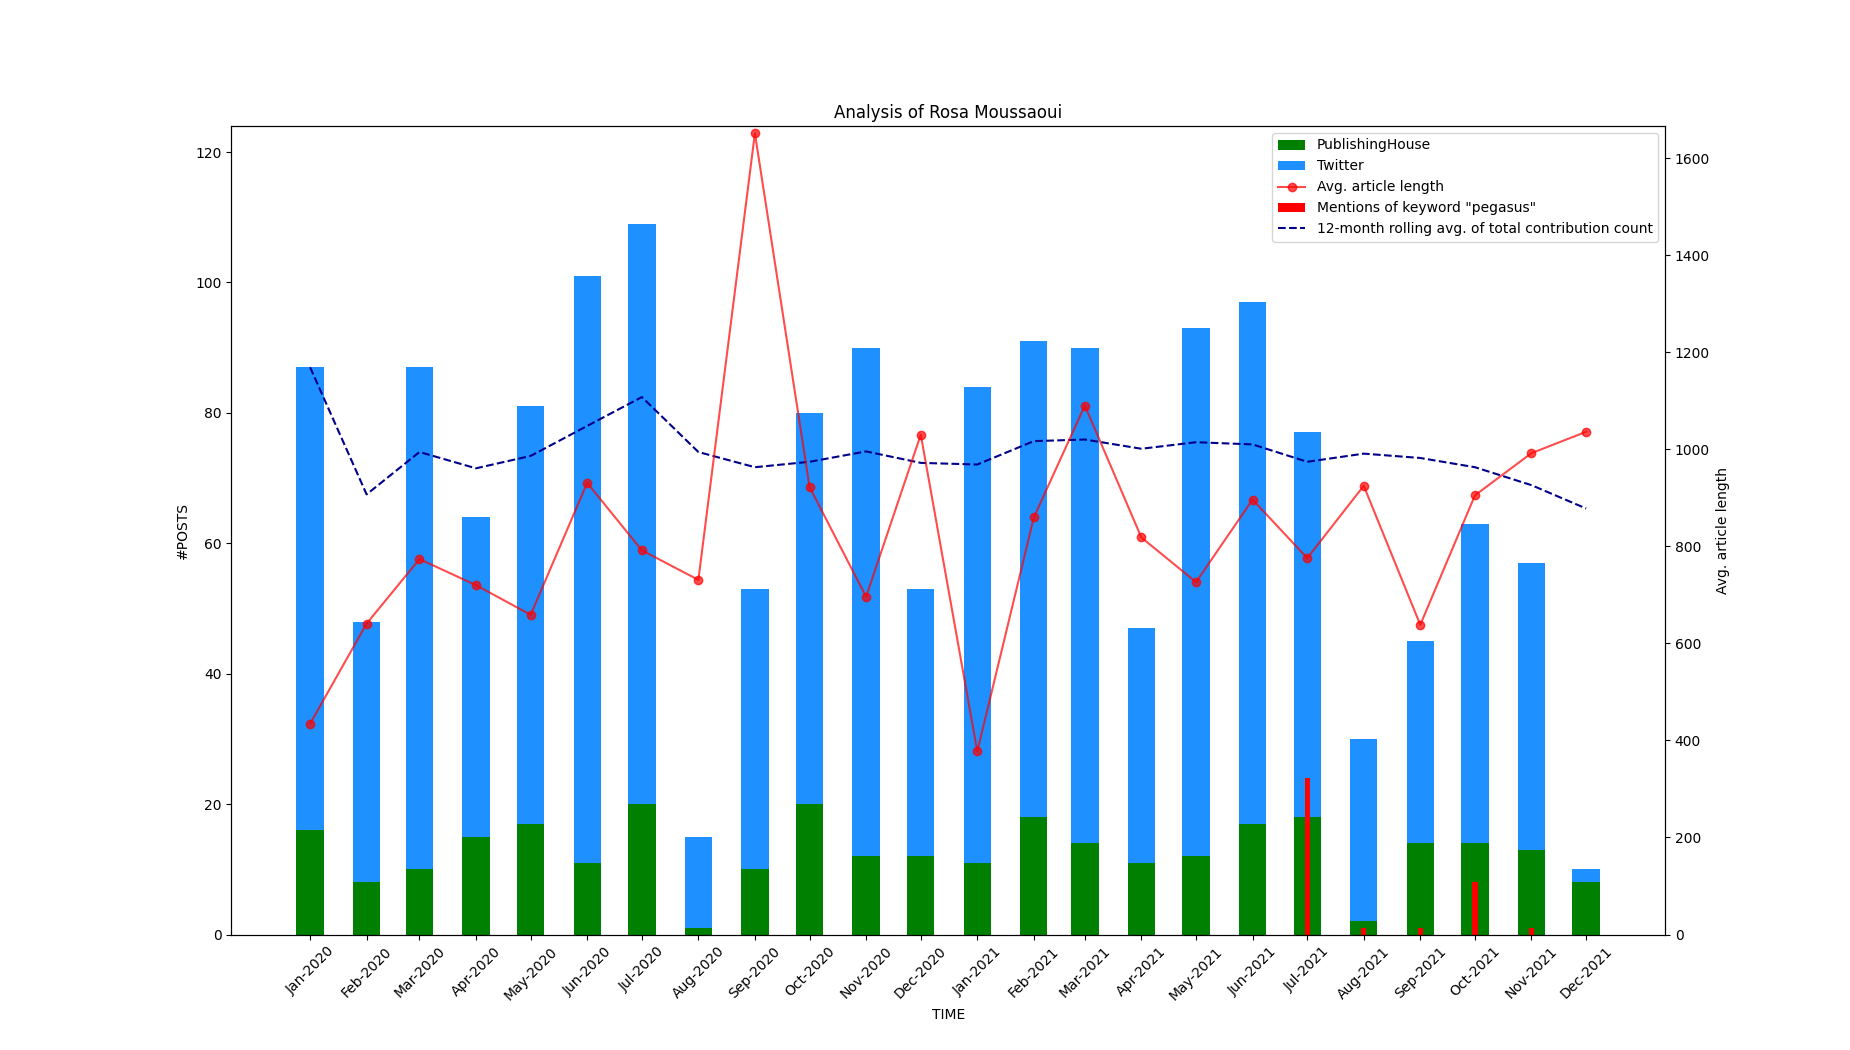 Analysis of Rosa Moussaoui
PublishingHouse
Twitter
Avg. article length
Mentions of keyword "pegasus"
12-month rolling avg. of total contribution count
120
100
80
60
40
20
0
#POSTS
1600
1400
1200
1000
800
600
400
200
0
Avg. article length
Jan-2020
Feb-2020
Mar-2020
Apr-2020
May-2020
Jun-2020
Jul-2020
Aug-2020
Sep-2020
Oct-2020
Nov-2020
Dec-2020
Jan-2021
Feb-2021
Mar-2021
Apr-2021
May-2021
Jun-2021
Jul-2021
Aug-2021
Sep-2021
Oct-2021
Nov-2021
Dec-2021
TIME